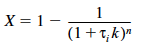 X = 1 − 1/(1 + τᵢk)ⁿ